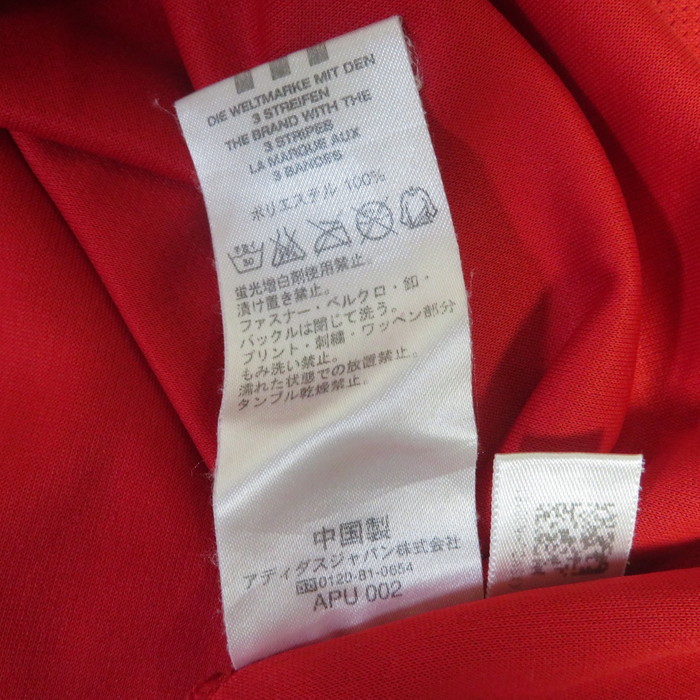 DIE WELTMARKE MIT DEN
3 STREIFEN
THE BRAND WITH THE
3 STRIPES
LA MARQUE AUX
3 BANDES
ポリエステル 100%
手洗イ
30
蛍光増白剤使用禁止。
漬け置き禁止。
ファスナー・ベルクロ・釦・
バックルは閉じて洗う。
プリント・刺繍・ワッペン部分
もみ洗い禁止。
濡れた状態での放置禁止。
タンブル乾燥禁止。
中国製
アディダスジャパン株式会社
0120-81-0654
APU 002